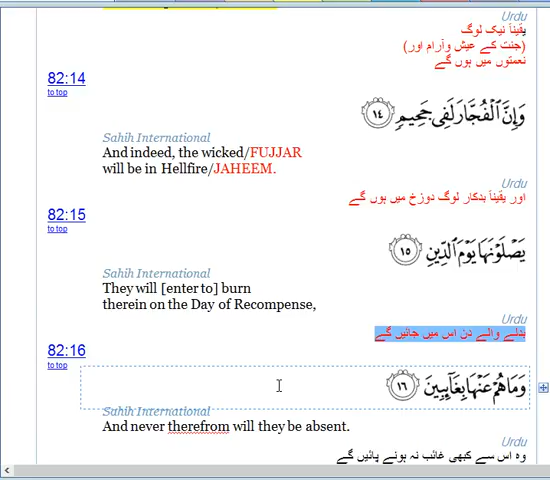 Urdu
یقیناً نیک لوگ
(جنت کے عیش وآرام اور)
نعمتوں میں ہوں گے
82:14
to top
وَإِنَّ ٱلْفُجَّارَ لَفِى جَحِيمٍ ١٤
Sahih International
And indeed, the wicked/FUJJAR
will be in Hellfire/JAHEEM.
Urdu
اور یقیناً بدکار لوگ دوزخ میں ہوں گے
82:15
to top
يَصْلَوْنَهَا يَوْمَ ٱلدِّينِ ١٥
Sahih International
They will [enter to] burn
therein on the Day of Recompense,
Urdu
بدلے والے دن اس میں جائیں گے
82:16
to top
وَمَا هُمْ عَنْهَا بِغَآئِبِينَ ١٦
Sahih International
And never therefrom will they be absent.
Urdu
وہ اس سے کبھی غائب نہ ہونے پائیں گے